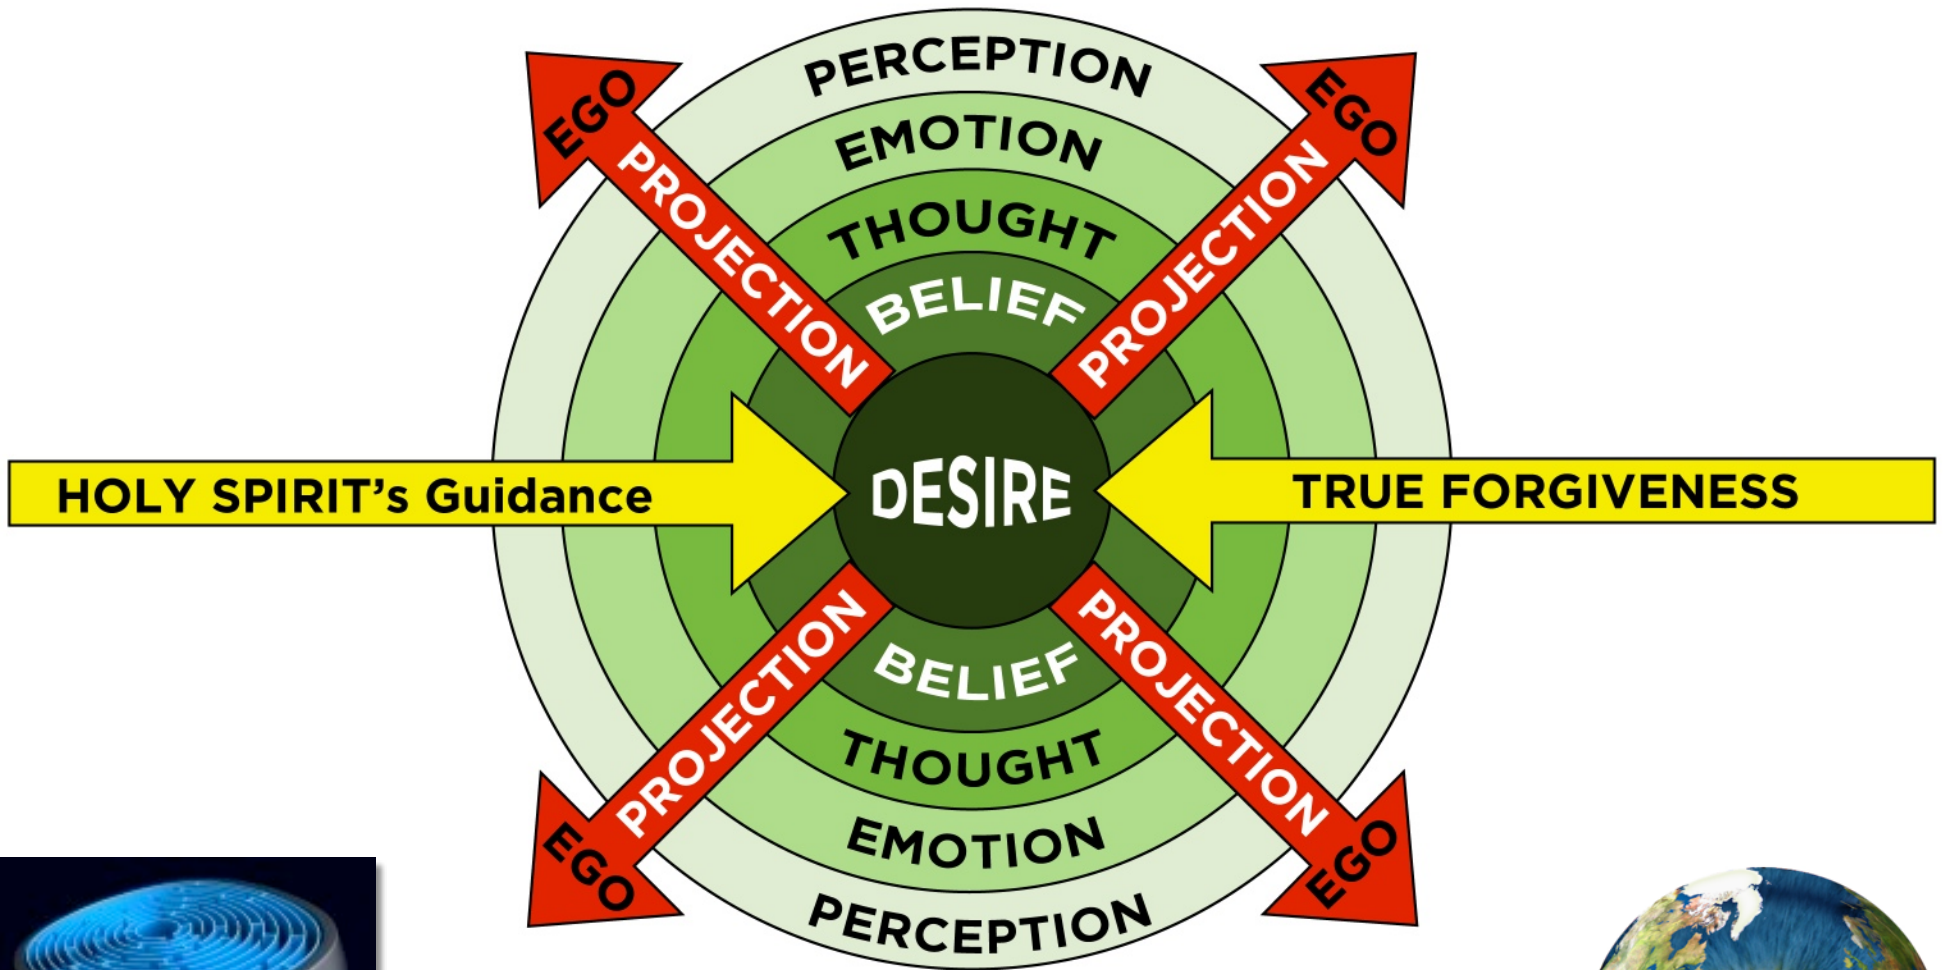 PERCEPTION
EMOTION
THOUGHT
BELIEF
EGO
PROJECTION
EGO
PROJECTION
HOLY SPIRIT's Guidance
DESIRE
TRUE FORGIVENESS
PROJECTION
EGO
PROJECTION
EGO
BELIEF
THOUGHT
EMOTION
PERCEPTION